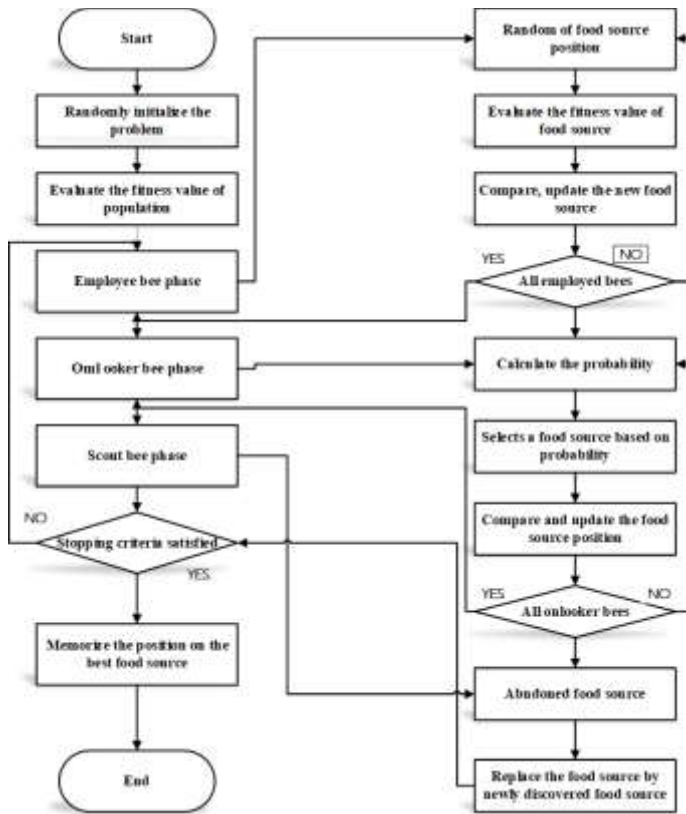 Start
Randomly initialize the
problem
Evaluate the fitness value of
population
Employee bee phase
Oml ooker bee phase
Scout bee phase
NO
Stopping criteria satisfied
YES
Memorize the position on the
best food source
End
Random of food source
position
Evaluate the fitness value of
food source
Compare, update the new food
source
YES
NO
All employed bees
Calculate the probability
Selects a food source based on
probability
Compare and update the food
source position
YES
NO
All onlooker bees
Abndoned food source
Replace the food source by
newly discovered food source